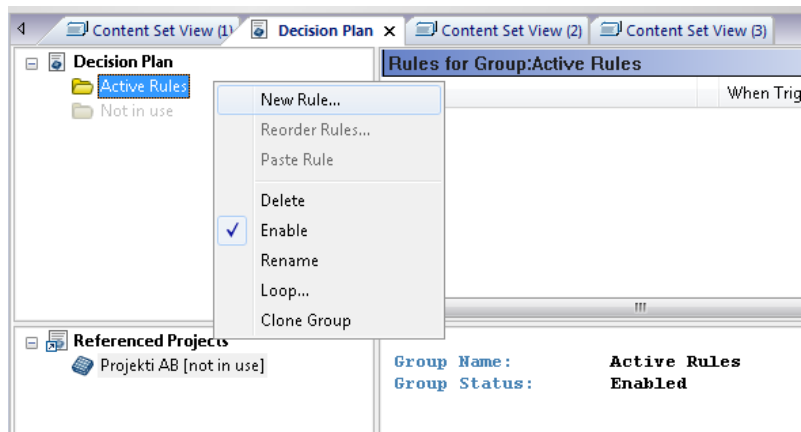 Content Set View (1)
Decision Plan
Content Set View (2)
Content Set View (3)
Decision Plan
Active Rules
Not in use
Rules for Group:Active Rules
When Trig
New Rule...
Reorder Rules...
Paste Rule
Delete
Enable
Rename
Loop...
Clone Group
Referenced Projects
Projekti AB [not in use]
Group Name: Active Rules
Group Status: Enabled